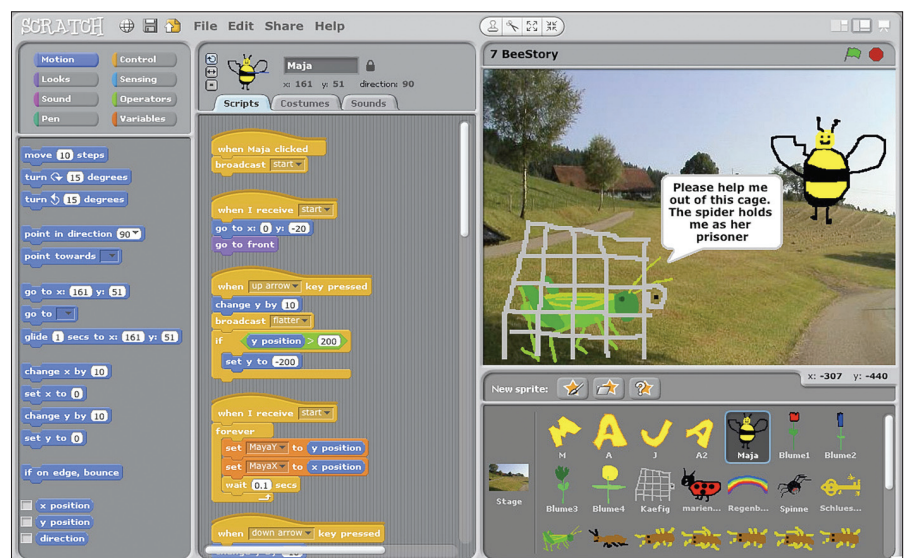 SCRATCH File Edit Share Help
Motion Control
Looks Sensing
Sound Operators
Pen Variables
move 10 steps
turn 15 degrees
turn 15 degrees
point in direction 90
point towards
go to x: 161 y: 51
go to
glide 1 secs to x: 161 y: 51
change x by 10
set x to 0
change y by 10
set y to 0
if on edge, bounce
x position
y position
direction
Maja
x: 161 y: 51 direction: 90
Scripts Costumes Sounds
when Maja clicked
broadcast start
when I receive start
go to x: 0 y: -20
go to front
when up arrow key pressed
change y by 10
broadcast flatter
if y position > 200
set y to -200
when I receive start
forever
set MayaY to y position
set MayaX to x position
wait 0.1 secs
when down arrow key pressed
7 BeeStory
Please help me
out of this cage.
The spider holds
me as her
prisoner
x: -307 y: -440
New sprite:
Stage
M A J A2 Maja Blume1 Blume2
Blume3 Blume4 Kaefig marien... Regenb... Spinne Schlues...